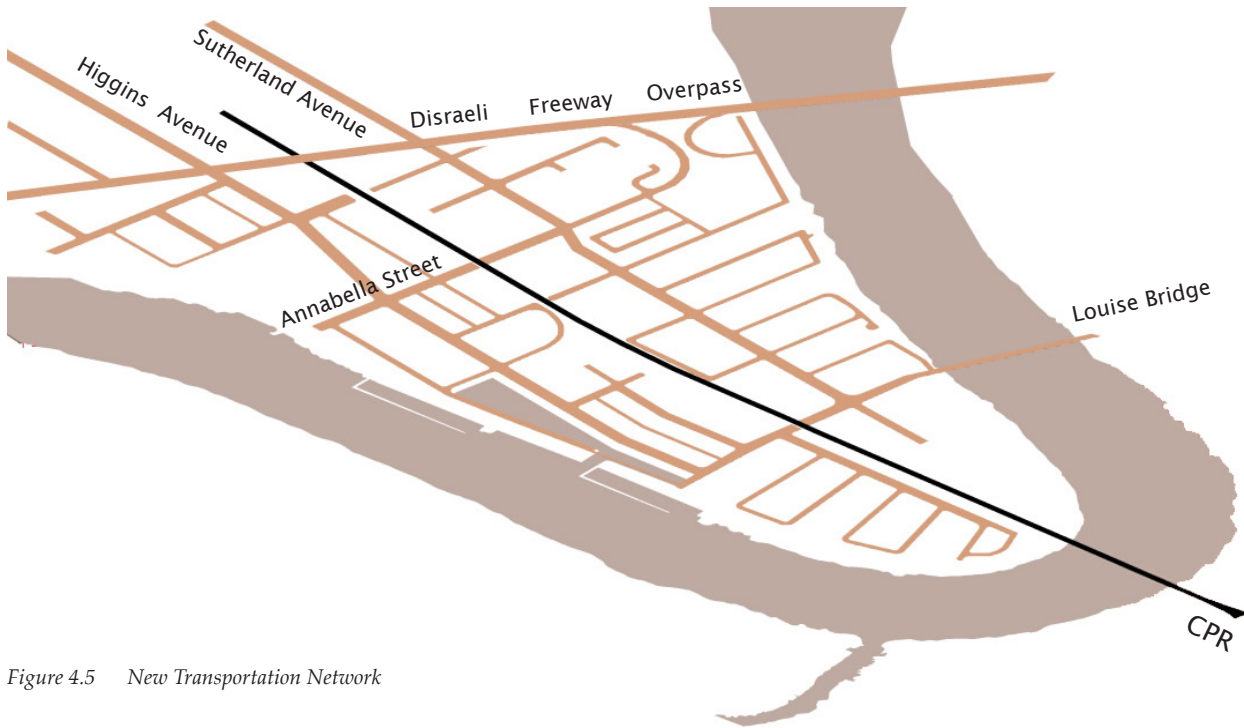 Sutherland Avenue
Higgins Avenue
Disraeli Freeway Overpass
Annabella Street
Louise Bridge
CPR
Figure 4.5 New Transportation Network